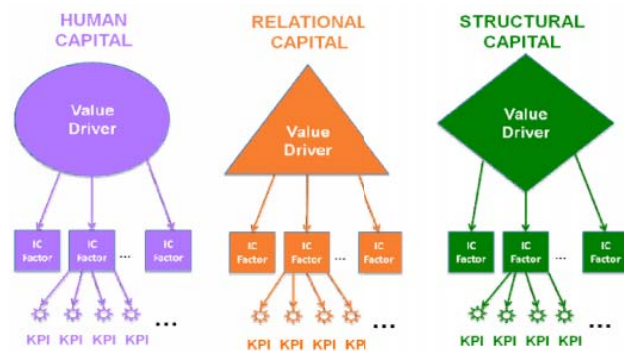 HUMAN
CAPITAL
Value
Driver
IC
Factor
IC
Factor
...
IC
Factor
KPI KPI KPI KPI ...
RELATIONAL
CAPITAL
Value
Driver
IC
Factor
IC
Factor
...
IC
Factor
KPI KPI KPI KPI ...
STRUCTURAL
CAPITAL
Value
Driver
IC
Factor
IC
Factor
...
IC
Factor
KPI KPI KPI KPI ...